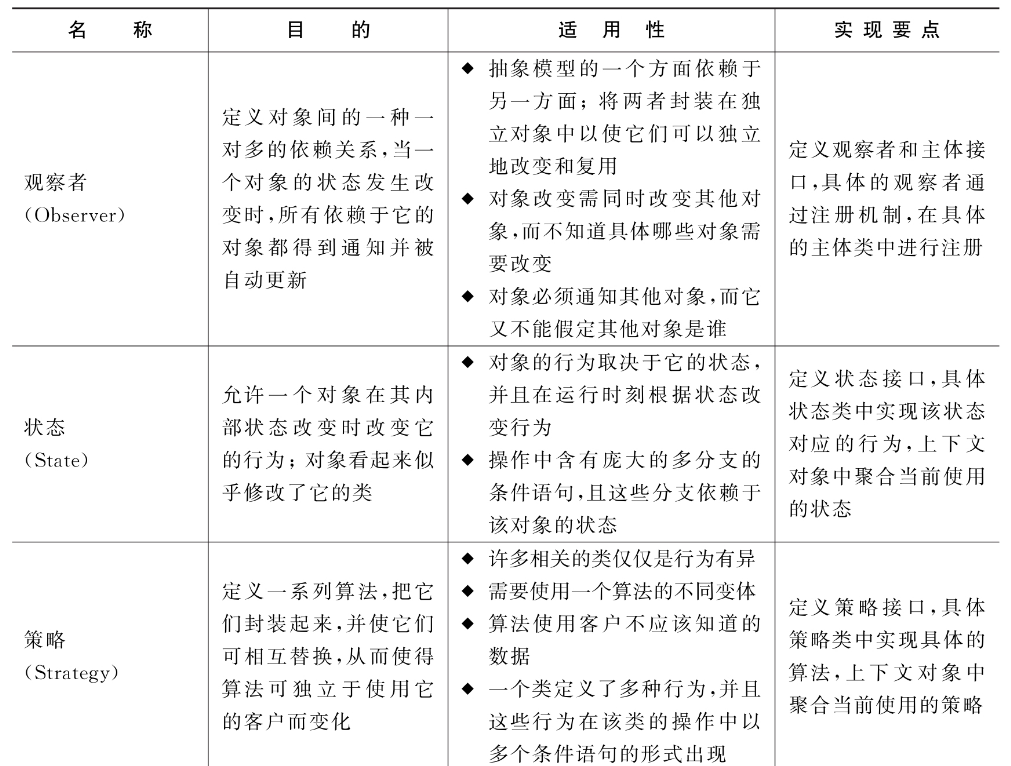 名 称 目 的 适 用 性 实 现 要 点
观察者
(Observer)
定义对象间的一种一
对多的依赖关系,当一
个对象的状态发生改
变时,所有依赖于它的
对象都得到通知并被
自动更新
◆ 抽象模型的一个方面依赖于
另一方面；将两者封装在独
立对象中以使它们可以独立
地改变和复用
◆ 对象改变需同时改变其他对
象,而不知道具体哪些对象需
要改变
◆ 对象必须通知其他对象,而它
又不能假定其他对象是谁
定义观察者和主体接
口,具体的观察者通
过注册机制,在具体
的主体类中进行注册
状态
(State)
允许一个对象在其内
部状态改变时改变它
的行为；对象看起来似
乎修改了它的类
◆ 对象的行为取决于它的状态,
并且在运行时刻根据状态改
变行为
◆ 操作中含有庞大的多分支的
条件语句,且这些分支依赖于
该对象的状态
定义状态接口,具体
状态类中实现该状态
对应的行为,上下文
对象中聚合当前使用
的状态
策略
(Strategy)
定义一系列算法,把它
们封装起来,并使它们
可相互替换,从而使得
算法可独立于使用它
的客户而变化
◆ 许多相关的类仅仅是行为有异
◆ 需要使用一个算法的不同变体
◆ 算法使用客户不应该知道的
数据
◆ 一个类定义了多种行为,并且
这些行为在该类的操作中以
多个条件语句的形式出现
定义策略接口,具体
策略类中实现具体的
算法,上下文对象中
聚合当前使用的策略